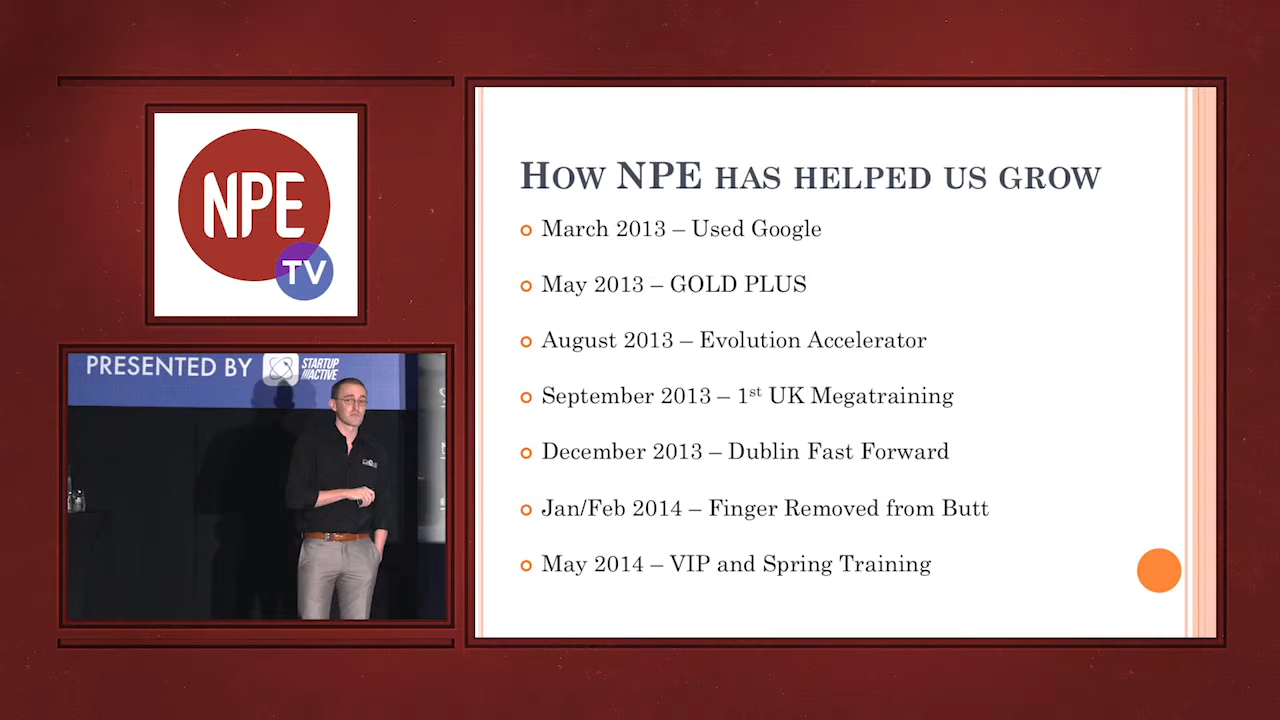 NPE
TV
PRESENTED BY STARTUP
ACTIVE
How NPE has helped us grow
March 2013 – Used Google
May 2013 – GOLD PLUS
August 2013 – Evolution Accelerator
September 2013 – 1st UK Megatraining
December 2013 – Dublin Fast Forward
Jan/Feb 2014 – Finger Removed from Butt
May 2014 – VIP and Spring Training